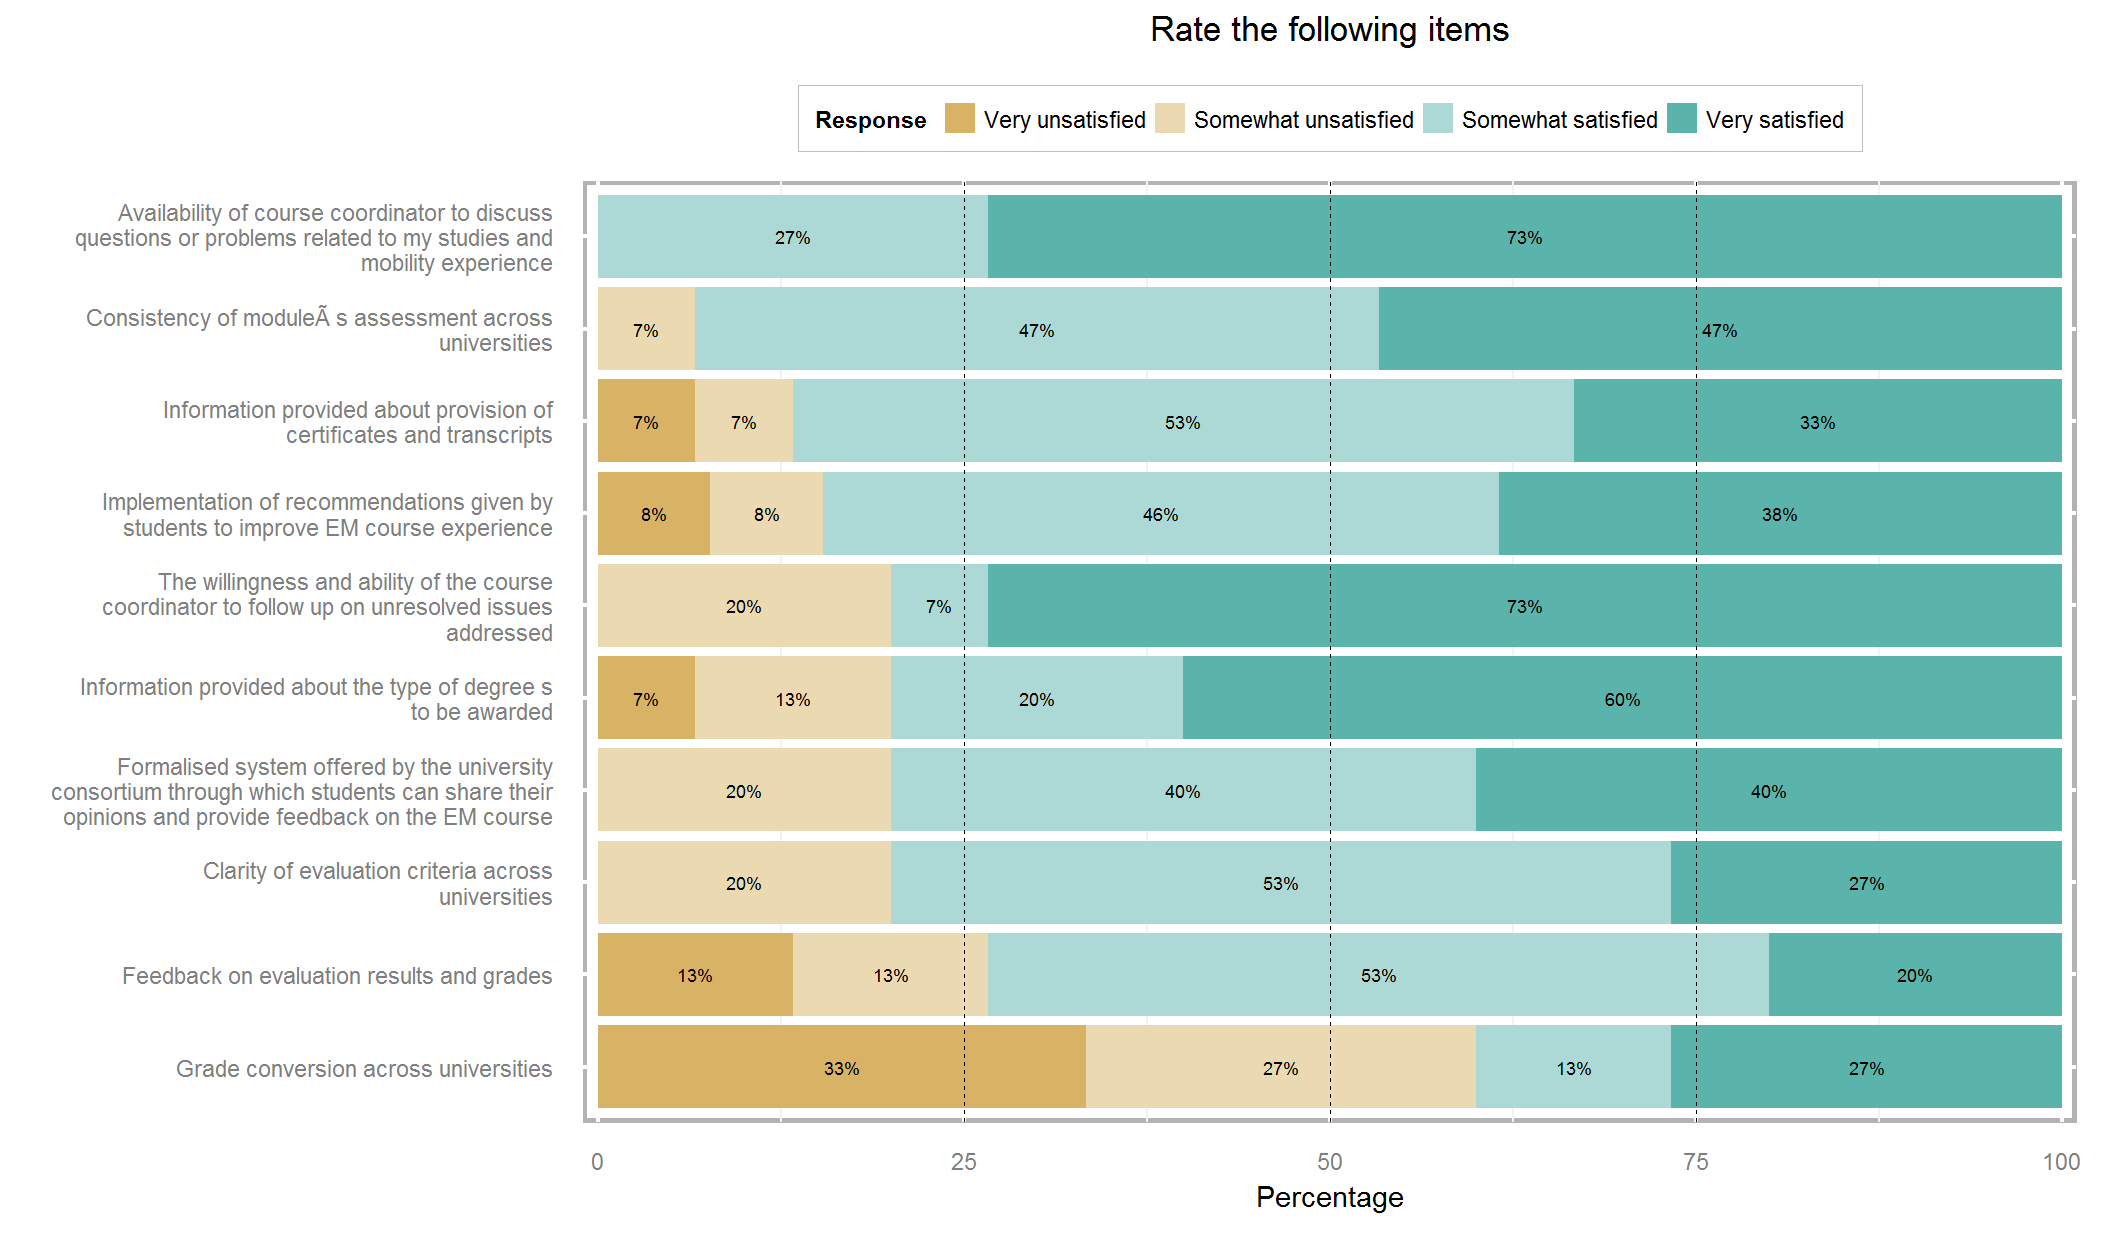 Rate the following items
Response Very unsatisfied Somewhat unsatisfied Somewhat satisfied Very satisfied
Availability of course coordinator to discuss
questions or problems related to my studies and
mobility experience
27% 73%
Consistency of moduleÃ s assessment across
universities
7% 47% 47%
Information provided about provision of
certificates and transcripts
7% 7% 53% 33%
Implementation of recommendations given by
students to improve EM course experience
8% 8% 46% 38%
The willingness and ability of the course
coordinator to follow up on unresolved issues
addressed
20% 7% 73%
Information provided about the type of degree s
to be awarded
7% 13% 20% 60%
Formalised system offered by the university
consortium through which students can share their
opinions and provide feedback on the EM course
20% 40% 40%
Clarity of evaluation criteria across
universities
20% 53% 27%
Feedback on evaluation results and grades
13% 13% 53% 20%
Grade conversion across universities
33% 27% 13% 27%
0 25 50 75 100
Percentage